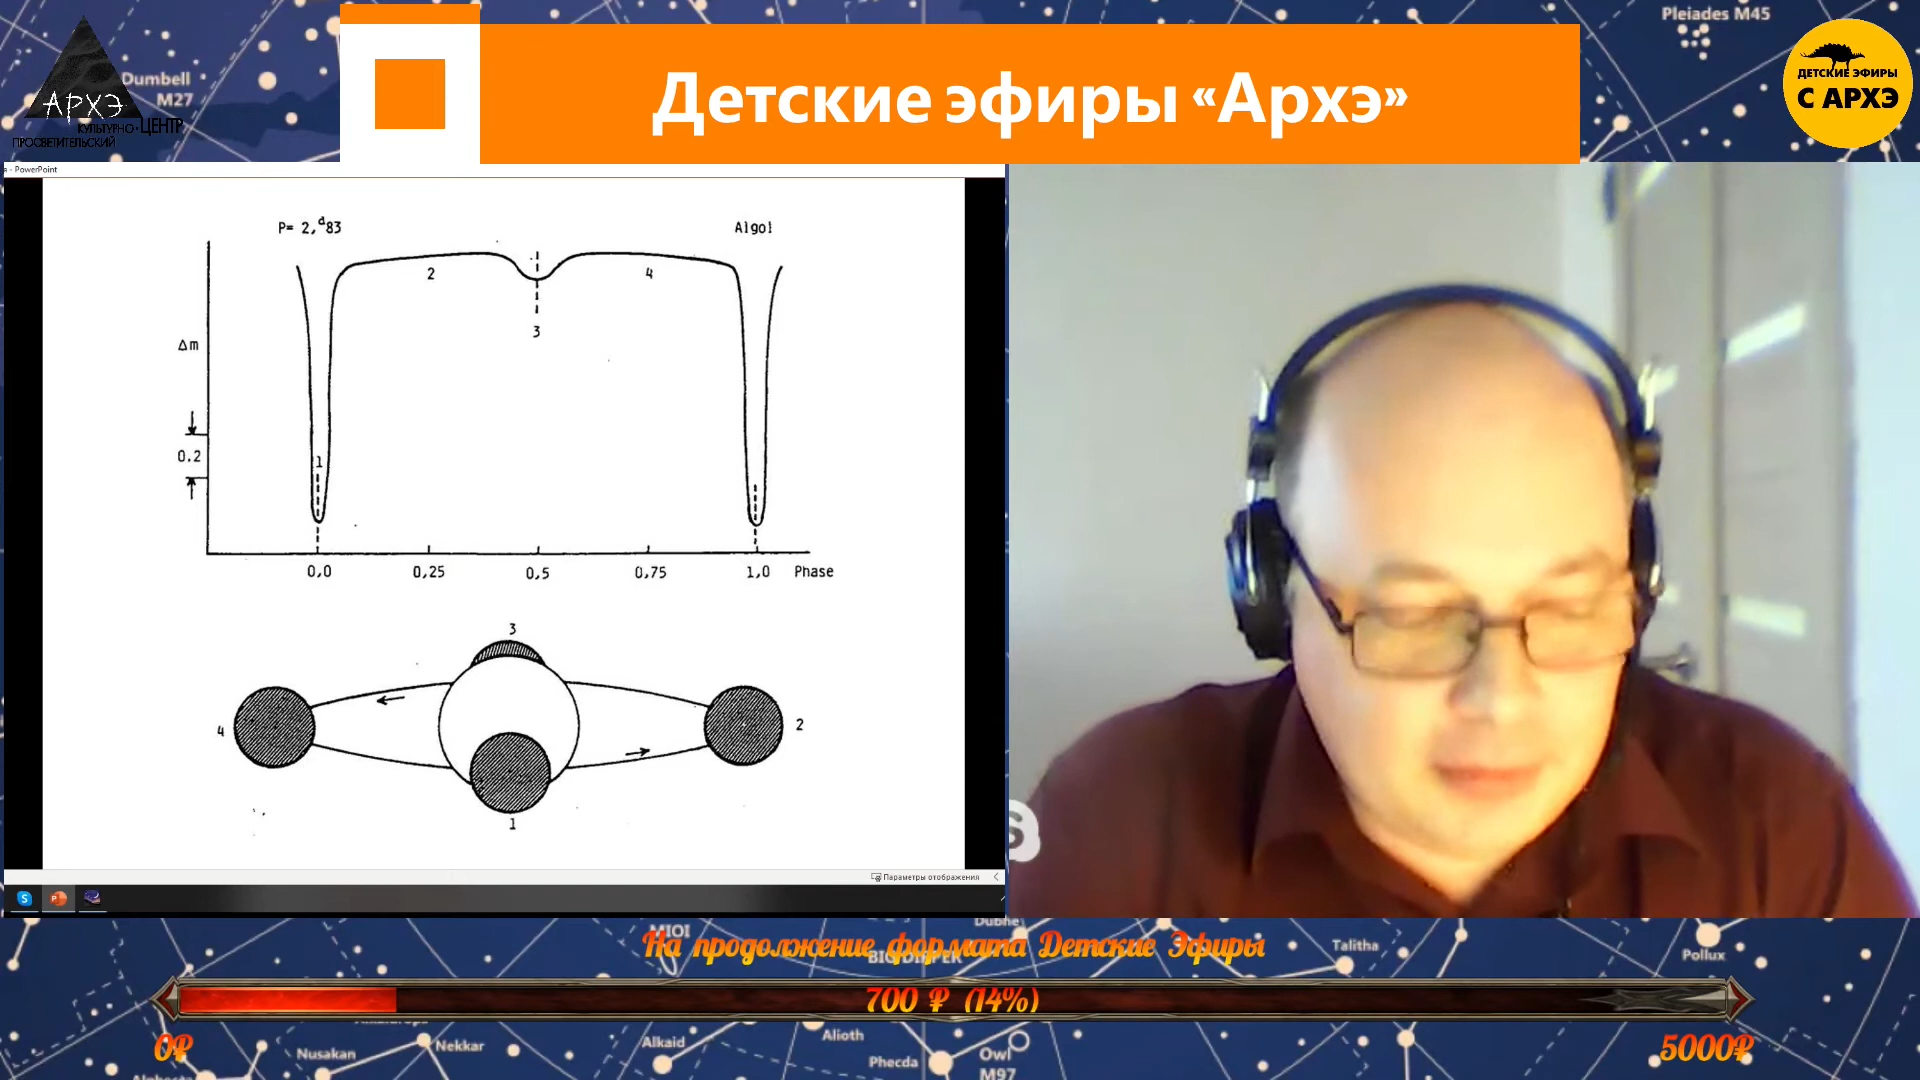 Pleiades M45
Dumbell
M27
АРХЭ
КУЛЬТУРНО-ЦЕНТР
ПРОСВЕТИТЕЛЬСКИЙ
Детские эфиры «Архэ»
ДЕТСКИЕ ЭФИРЫ
С АРХЭ
- PowerPoint
P= 2,d83
Algol
2
4
3
Δm
0.2
1
0,0
0,25
0,5
0,75
1,0
Phase
3
4
2
1
Параметры отображения
На продолжение формата Детские Эфиры
Dubhe
Talitha
Pollux
700 ₽ (14%)
0₽
5000₽
Nusakan
Nekkar
Alkaid
Alioth
Phecda
Owl
M97